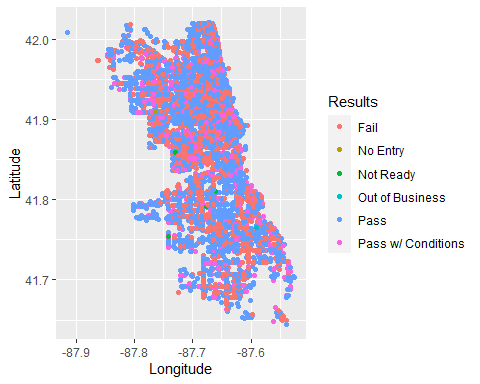 42.0
41.9
41.8
41.7
Latitude
-87.9
-87.8
-87.7
-87.6
Longitude
Results
Fail
No Entry
Not Ready
Out of Business
Pass
Pass w/ Conditions